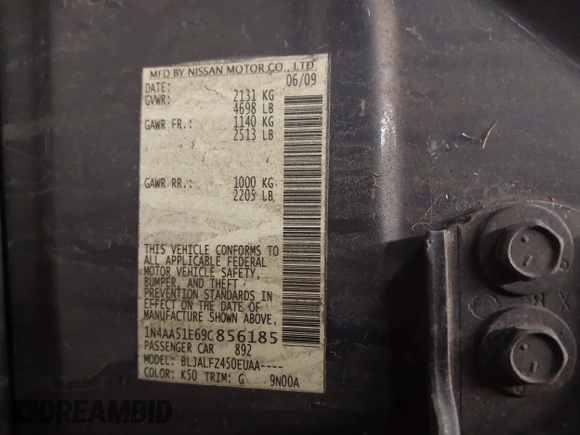 MFD BY NISSAN MOTOR CO., LTD.
DATE: 06/09
GVWR: 2131 KG
4698 LB
GAWR FR.: 1140 KG
2513 LB
GAWR RR.: 1000 KG
2205 LB
THIS VEHICLE CONFORMS TO
ALL APPLICABLE FEDERAL
MOTOR VEHICLE SAFETY,
BUMPER, AND THEFT-
PREVENTION STANDARDS IN
EFFECT ON THE DATE OF
MANUFACTURE SHOWN ABOVE.
1N4AA51E69C856185
PASSENGER CAR 892
MODEL: BLJALFZ450EUAA----
COLOR: K50 TRIM: G 9N00A
DREAMBID